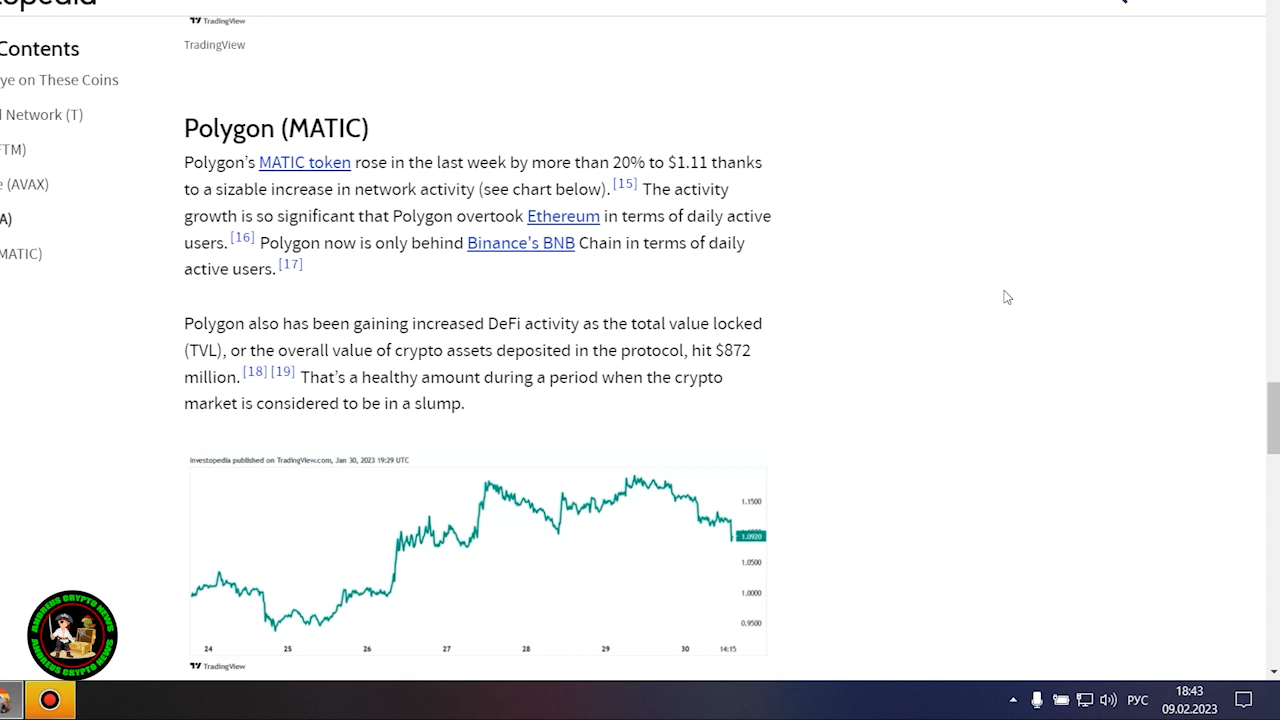 TradingView
TradingView
Contents
ye on These Coins
Network (T)
FTM)
(AVAX)
A)
MATIC)
Polygon (MATIC)
Polygon's MATIC token rose in the last week by more than 20% to $1.11 thanks
to a sizable increase in network activity (see chart below). [15] The activity
growth is so significant that Polygon overtook Ethereum in terms of daily active
users. [16] Polygon now is only behind Binance's BNB Chain in terms of daily
active users. [17]
Polygon also has been gaining increased DeFi activity as the total value locked
(TVL), or the overall value of crypto assets deposited in the protocol, hit $872
million. [18] [19] That's a healthy amount during a period when the crypto
market is considered to be in a slump.
Investopedia published on TradingView.com, Jan 30, 2023 19:29 UTC
1.1500
1.0920
1.0500
1.0000
0.9500
24 25 26 27 28 29 30 14:15
TradingView
ANDREUS CRYPTO NEWS
ANDREUS CRYPTO NEWS
РУС
18:43
09.02.2023